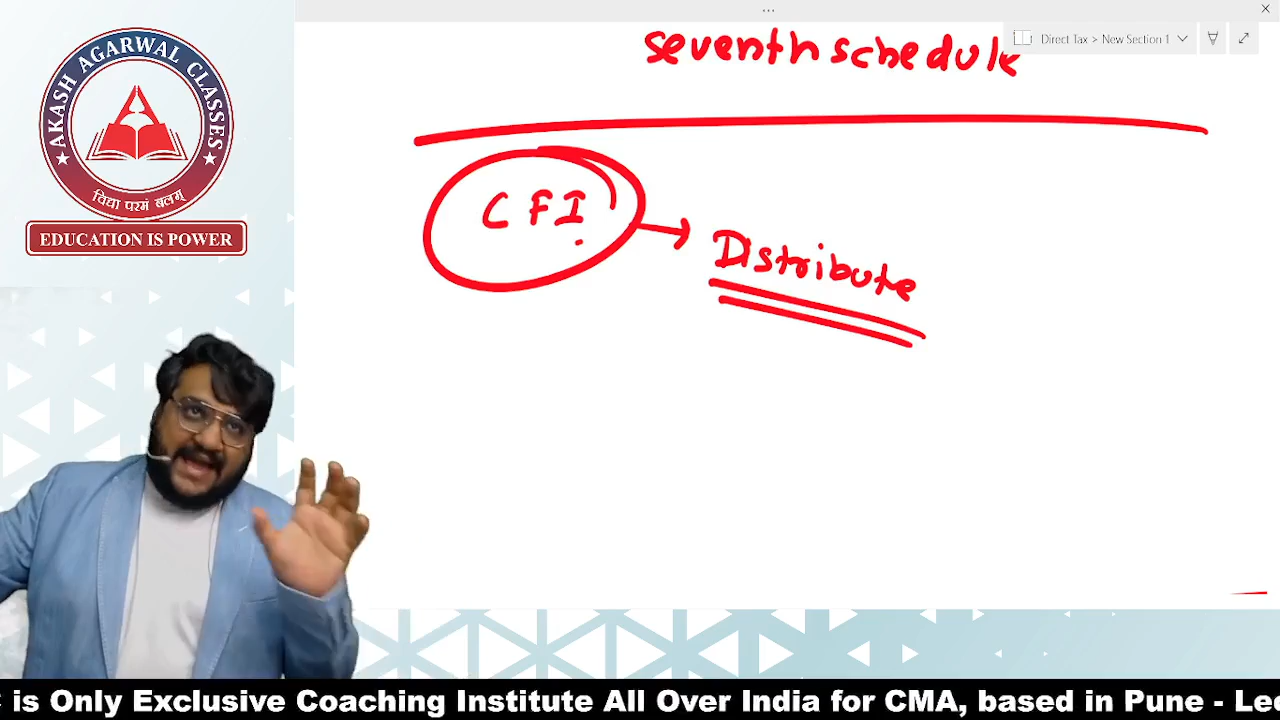 ...
Direct Tax > New Section 1
seventh schedule
AKASH AGARWAL CLASSES
विद्या परमं बलम्
EDUCATION IS POWER
CFI
Distribute
is Only Exclusive Coaching Institute All Over India for CMA, based in Pune - Lec